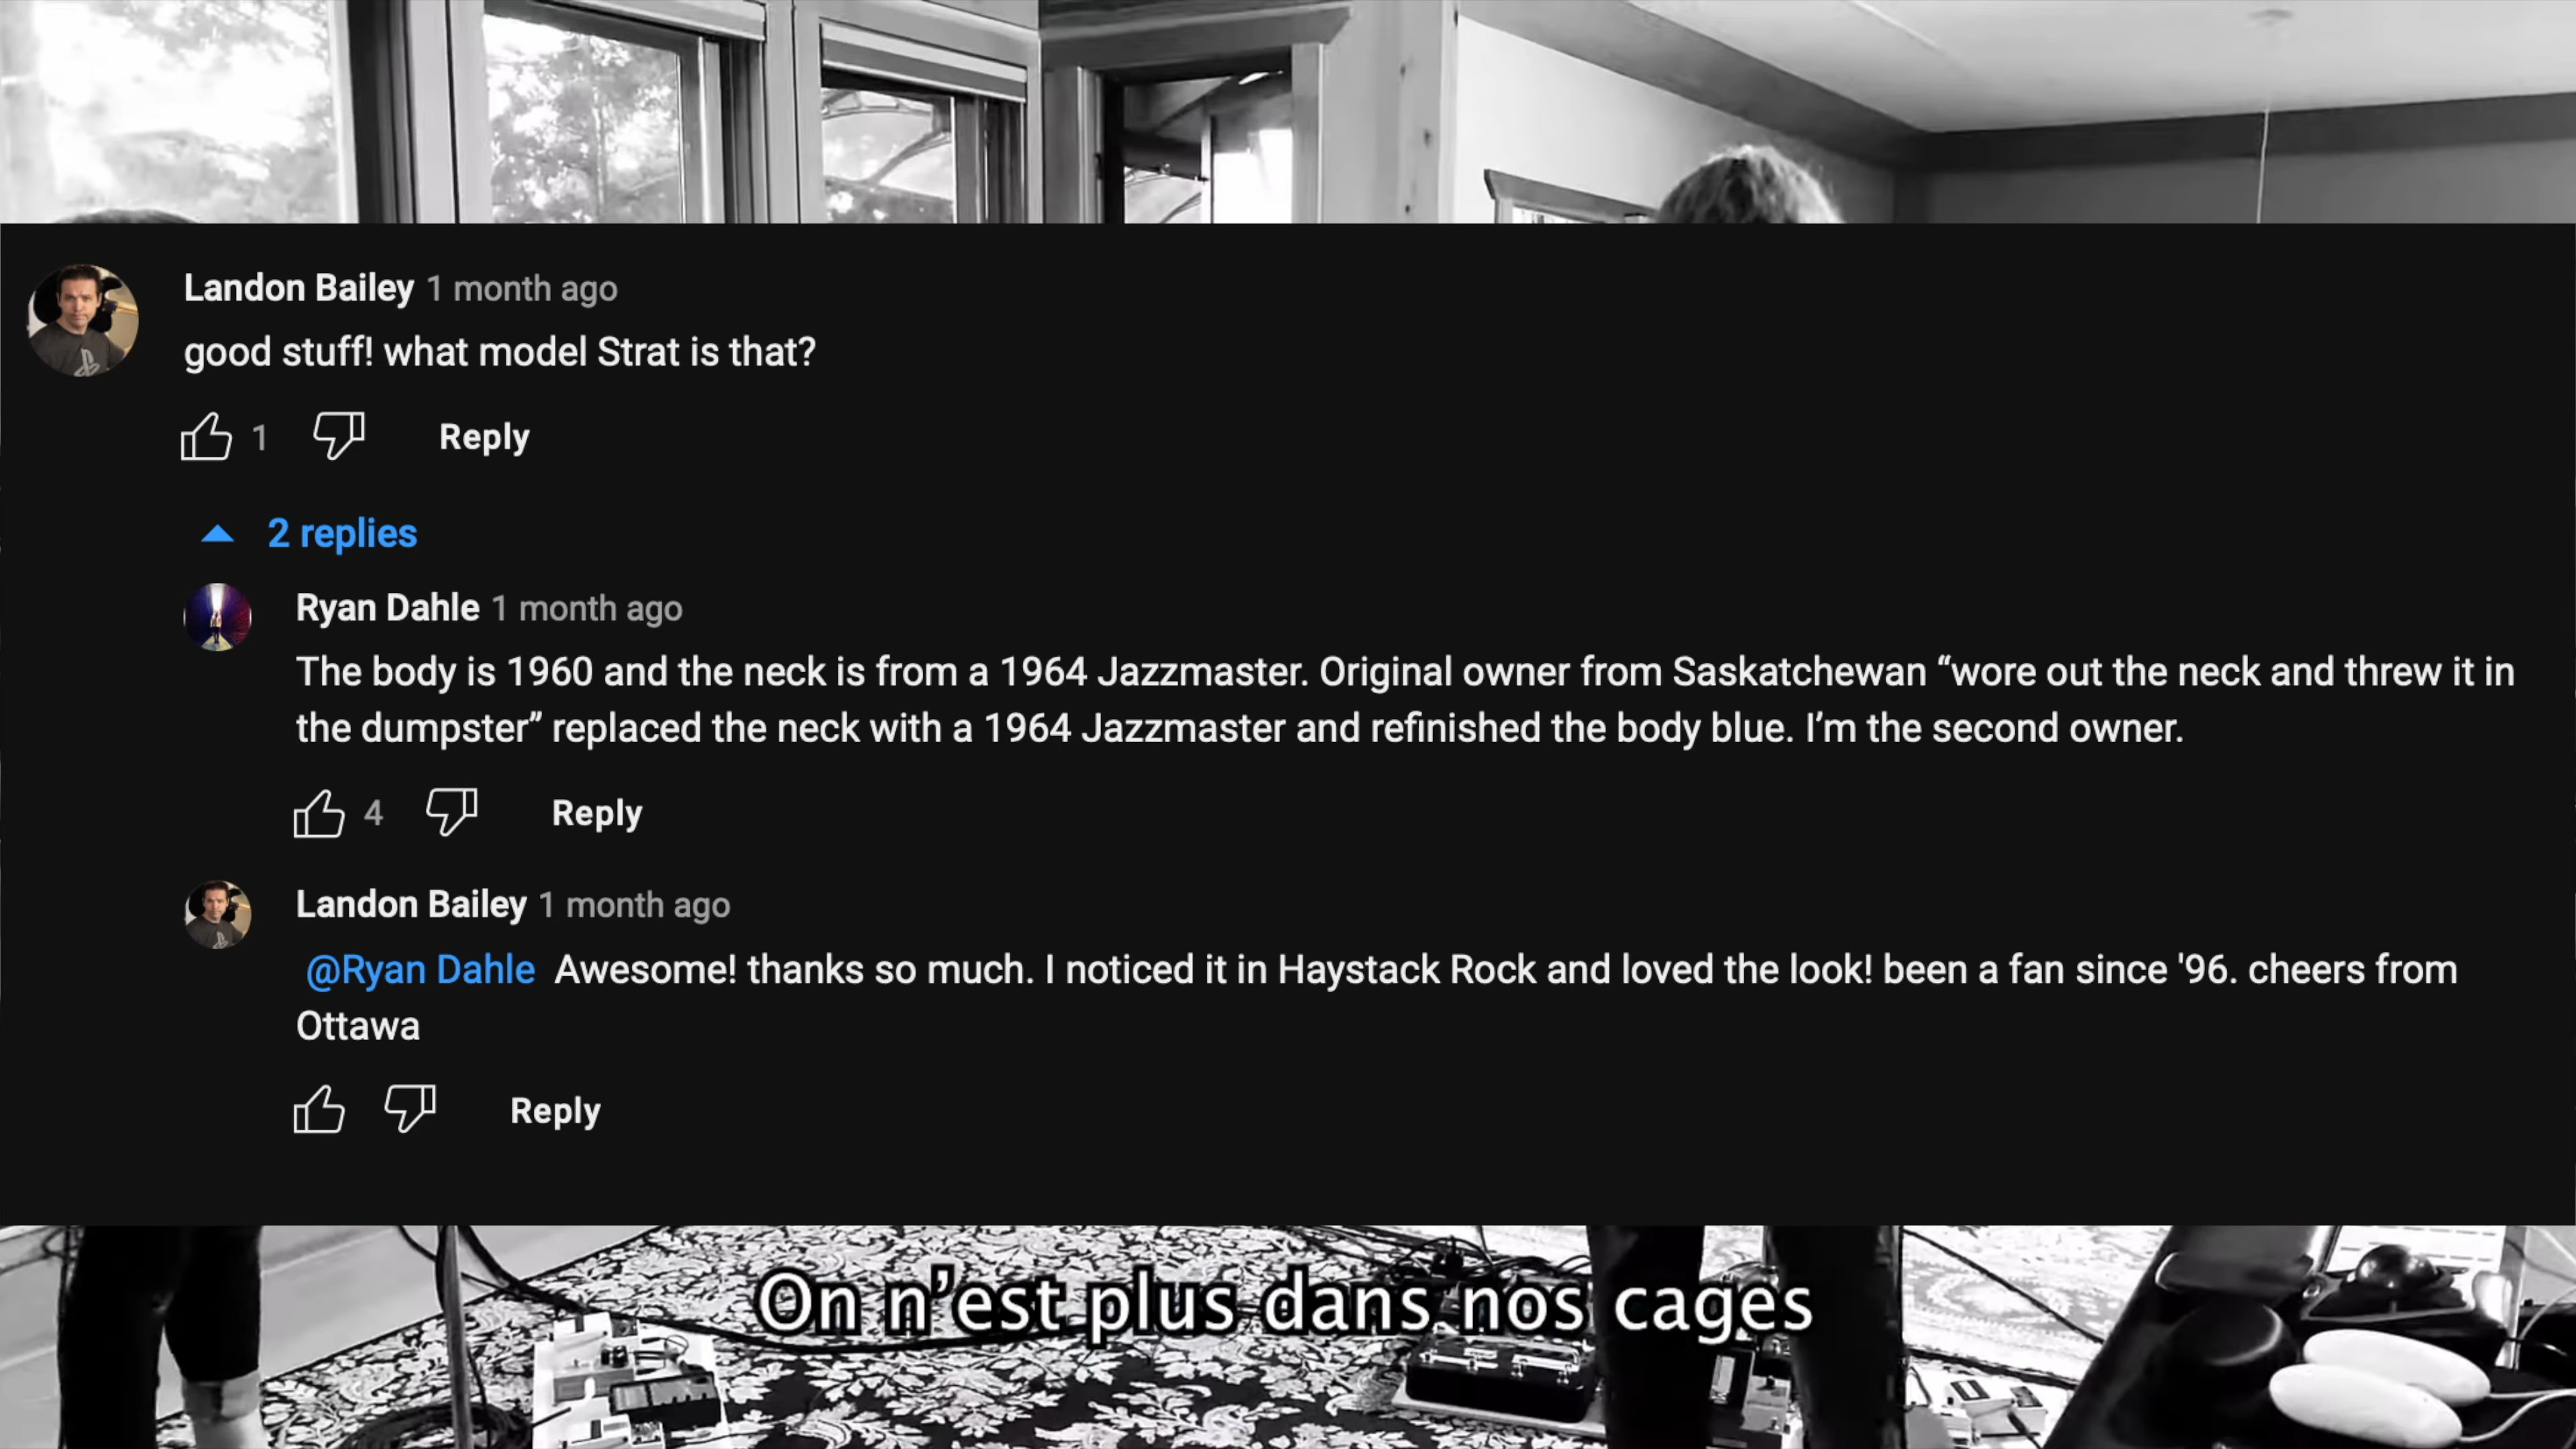 Landon Bailey 1 month ago
good stuff! what model Strat is that?
1 Reply
2 replies
Ryan Dahle 1 month ago
The body is 1960 and the neck is from a 1964 Jazzmaster. Original owner from Saskatchewan “wore out the neck and threw it in
the dumpster” replaced the neck with a 1964 Jazzmaster and refinished the body blue. I’m the second owner.
4 Reply
Landon Bailey 1 month ago
@Ryan Dahle Awesome! thanks so much. I noticed it in Haystack Rock and loved the look! been a fan since '96. cheers from
Ottawa
Reply
On n’est plus dans nos cages